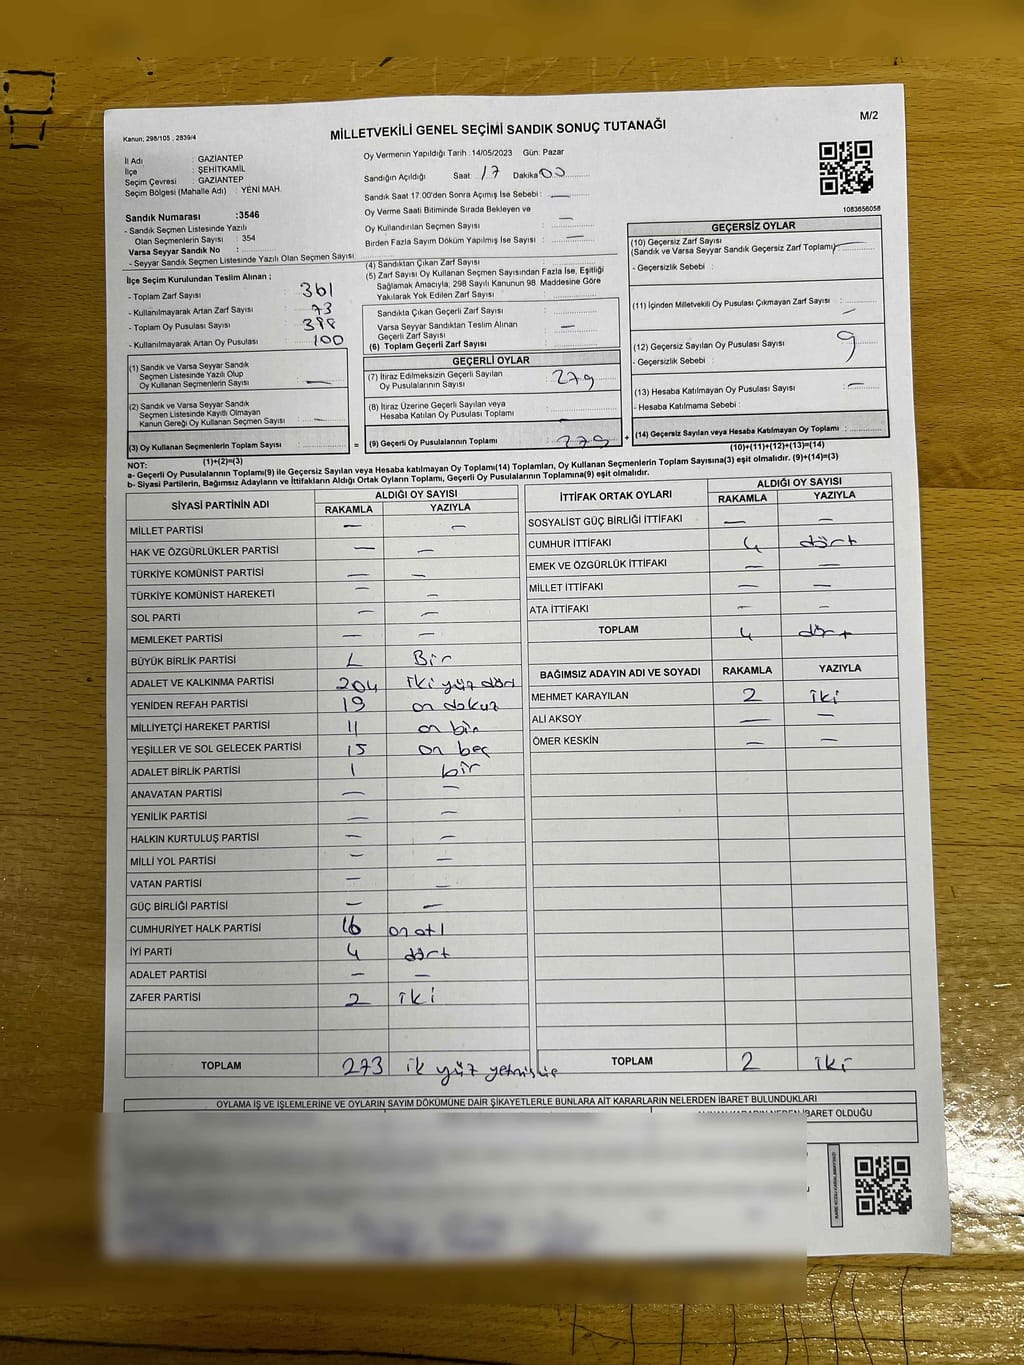 M/2
Kanun; 298/105 . 2839/4
MİLLETVEKİLİ GENEL SEÇİMİ SANDIK SONUÇ TUTANAĞI
İl Adı : GAZİANTEP
İlçe : ŞEHİTKAMİL
Seçim Çevresi : GAZİANTEP
Seçim Bölgesi (Mahalle Adı) : YENİ MAH.
Sandık Numarası :3546
- Sandık Seçmen Listesinde Yazılı
Olan Seçmenlerin Sayısı : 354
Varsa Seyyar Sandık No :
- Seyyar Sandık Seçmen Listesinde Yazılı Olan Seçmen Sayısı
Oy Vermenin Yapıldığı Tarih : 14/05/2023 Gün: Pazar
Sandığın Açıldığı Saat : 17 Dakika 00
Sandık Saat 17.00'den Sonra Açımış İse Sebebi : —
Oy Verme Saati Bitiminde Sırada Bekleyen ve
Oy Kullandırılan Seçmen Sayısı : —
Birden Fazla Sayım Döküm Yapılmış İse Sayısı : —
1083656058
İlçe Seçim Kurulundan Teslim Alınan ;
- Toplam Zarf Sayısı 361
- Kullanılmayarak Artan Zarf Sayısı : 73
- Toplam Oy Pusulası Sayısı : 388
- Kullanılmayarak Artan Oy Pusulası : 100
(1) Sandık ve Varsa Seyyar Sandık
Seçmen Listesinde Yazılı Olup
Oy Kullanan Seçmenlerin Sayısı : —
(2) Sandık ve Varsa Seyyar Sandık
Seçmen Listesinde Kayıtlı Olmayan
Kanun Gereği Oy Kullanan Seçmen Sayısı : —
(3) Oy Kullanan Seçmenlerin Toplam Sayısı : =
(1)+(2)=(3)
(4) Sandıktan Çıkan Zarf Sayısı :
(5) Zarf Sayısı Oy Kullanan Seçmen Sayısından Fazla İse, Eşitliği
Sağlamak Amacıyla; 298 Sayılı Kanunun 98. Maddesine Göre
Yakılarak Yok Edilen Zarf Sayısı :
Sandıkta Çıkan Geçerli Zarf Sayısı :
Varsa Seyyar Sandıktan Teslim Alınan
Geçerli Zarf Sayısı : —
(6) Toplam Geçerli Zarf Sayısı :
GEÇERLİ OYLAR
(7) İtiraz Edilmeksizin Geçerli Sayılan
Oy Pusulalarının Sayısı : 279
(8) İtiraz Üzerine Geçerli Sayılan veya
Hesaba Katılan Oy Pusulası Toplamı :
(9) Geçerli Oy Pusulalarının Toplamı : 279 +
GEÇERSİZ OYLAR
(10) Geçersiz Zarf Sayısı
(Sandık ve Varsa Seyyar Sandık Geçersiz Zarf Toplamı) —
- Geçersizlik Sebebi :
(11) İçinden Milletvekili Oy Pusulası Çıkmayan Zarf Sayısı : —
(12) Geçersiz Sayılan Oy Pusulası Sayısı : 9
- Geçersizlik Sebebi :
(13) Hesaba Katılmayan Oy Pusulası Sayısı : —
- Hesaba Katılmama Sebebi :
(14) Geçersiz Sayılan veya Hesaba Katılmayan Oy Toplamı :
(10)+(11)+(12)+(13)=(14)
NOT:
a- Geçerli Oy Pusulalarının Toplamı(9) ile Geçersiz Sayılan veya Hesaba katılmayan Oy Toplamı(14) Toplamları, Oy Kullanan Seçmenlerin Toplam Sayısına(3) eşit olmalıdır. (9)+(14)=(3)
b- Siyasi Partilerin, Bağımsız Adayların ve İttifakların Aldığı Ortak Oyların Toplamı, Geçerli Oy Pusulalarının Toplamına(9) eşit olmalıdır.
SİYASİ PARTİNİN ADI ALDIĞI OY SAYISI
RAKAMLA YAZIYLA
MİLLET PARTİSİ — —
HAK VE ÖZGÜRLÜKLER PARTİSİ — —
TÜRKİYE KOMÜNİST PARTİSİ — —
TÜRKİYE KOMÜNİST HAREKETİ — —
SOL PARTİ — —
MEMLEKET PARTİSİ — —
BÜYÜK BİRLİK PARTİSİ 1 Bir
ADALET VE KALKINMA PARTİSİ 204 iki yüz dört
YENİDEN REFAH PARTİSİ 19 on dokuz
MİLLİYETÇİ HAREKET PARTİSİ 11 on bir
YEŞİLLER VE SOL GELECEK PARTİSİ 15 on beş
ADALET BİRLİK PARTİSİ 1 bir
ANAVATAN PARTİSİ — —
YENİLİK PARTİSİ — —
HALKIN KURTULUŞ PARTİSİ — —
MİLLİ YOL PARTİSİ — —
VATAN PARTİSİ — —
GÜÇ BİRLİĞİ PARTİSİ — —
CUMHURİYET HALK PARTİSİ 16 on atı
İYİ PARTİ 4 dört
ADALET PARTİSİ — —
ZAFER PARTİSİ 2 iki
TOPLAM 273 ik yüz yetmişüç
İTTİFAK ORTAK OYLARI ALDIĞI OY SAYISI
RAKAMLA YAZIYLA
SOSYALİST GÜÇ BİRLİĞİ İTTİFAKI — —
CUMHUR İTTİFAKI 4 dört
EMEK VE ÖZGÜRLÜK İTTİFAKI — —
MİLLET İTTİFAKI — —
ATA İTTİFAKI — —
TOPLAM 4 dört
BAĞIMSIZ ADAYIN ADI VE SOYADI RAKAMLA YAZIYLA
MEHMET KARAYILAN 2 iki
ALİ AKSOY — —
ÖMER KESKİN — —
TOPLAM 2 iki
OYLAMA İŞ VE İŞLEMLERİNE VE OYLARIN SAYIM DÖKÜMÜNE DAİR ŞİKAYETLERLE BUNLARA AİT KARARLARIN NELERDEN İBARET BULUNDUKLARI
İBARET OLDUĞU